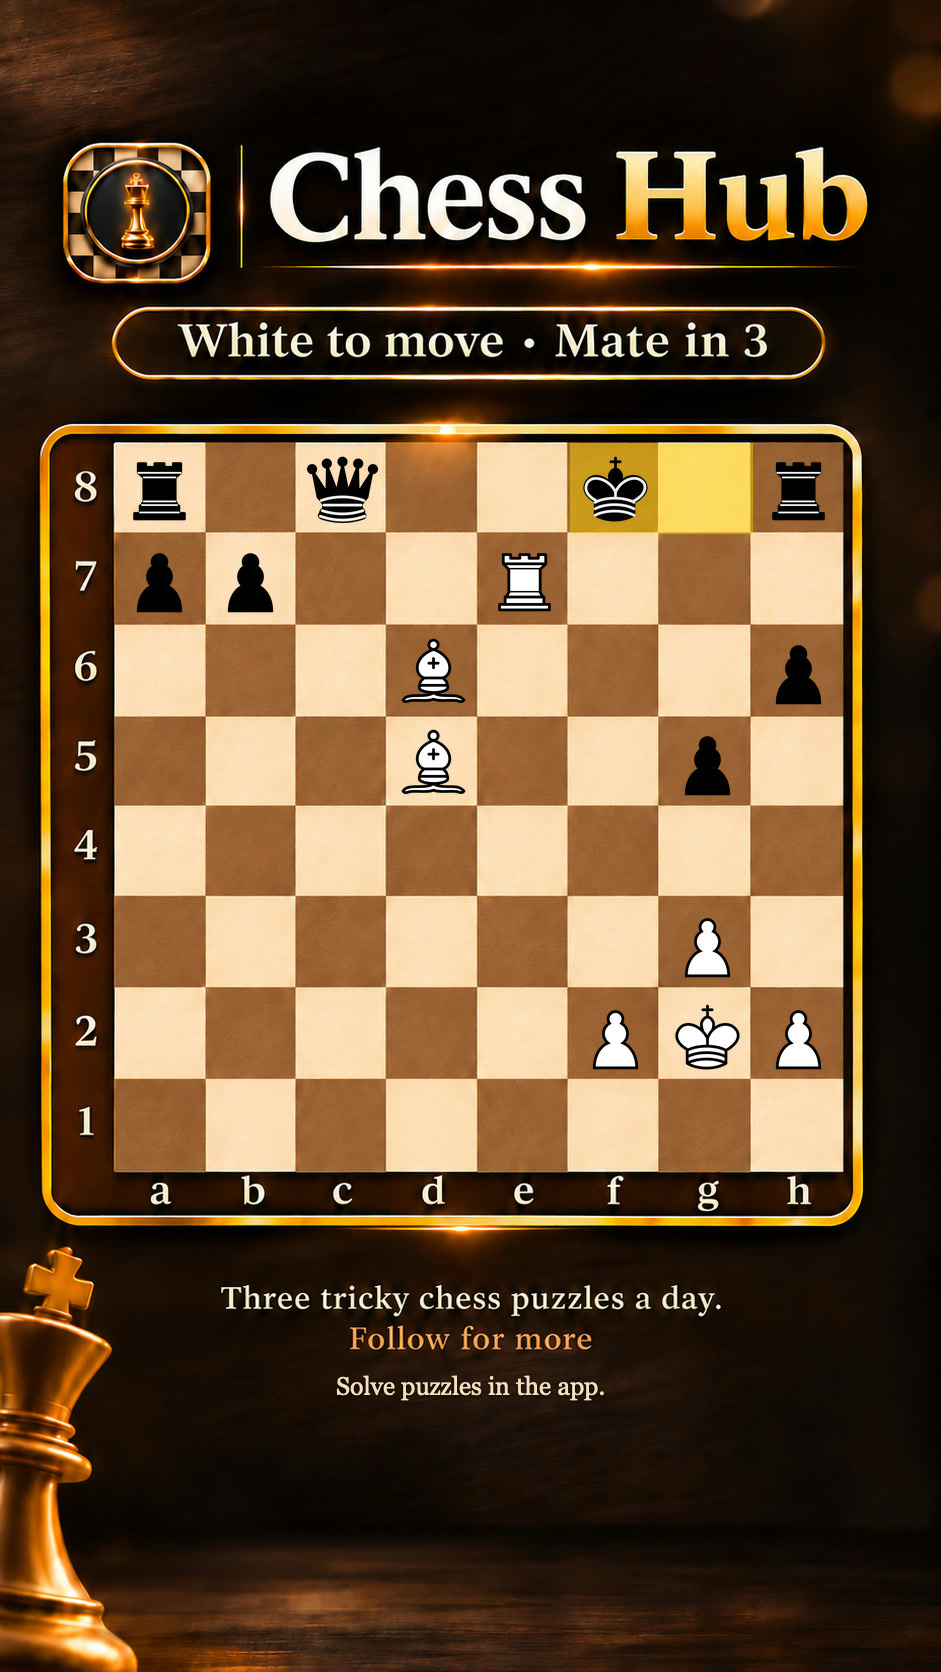 Chess Hub
White to move • Mate in 3
8
7
6
5
4
3
2
1
a b c d e f g h
Three tricky chess puzzles a day.
Follow for more
Solve puzzles in the app.